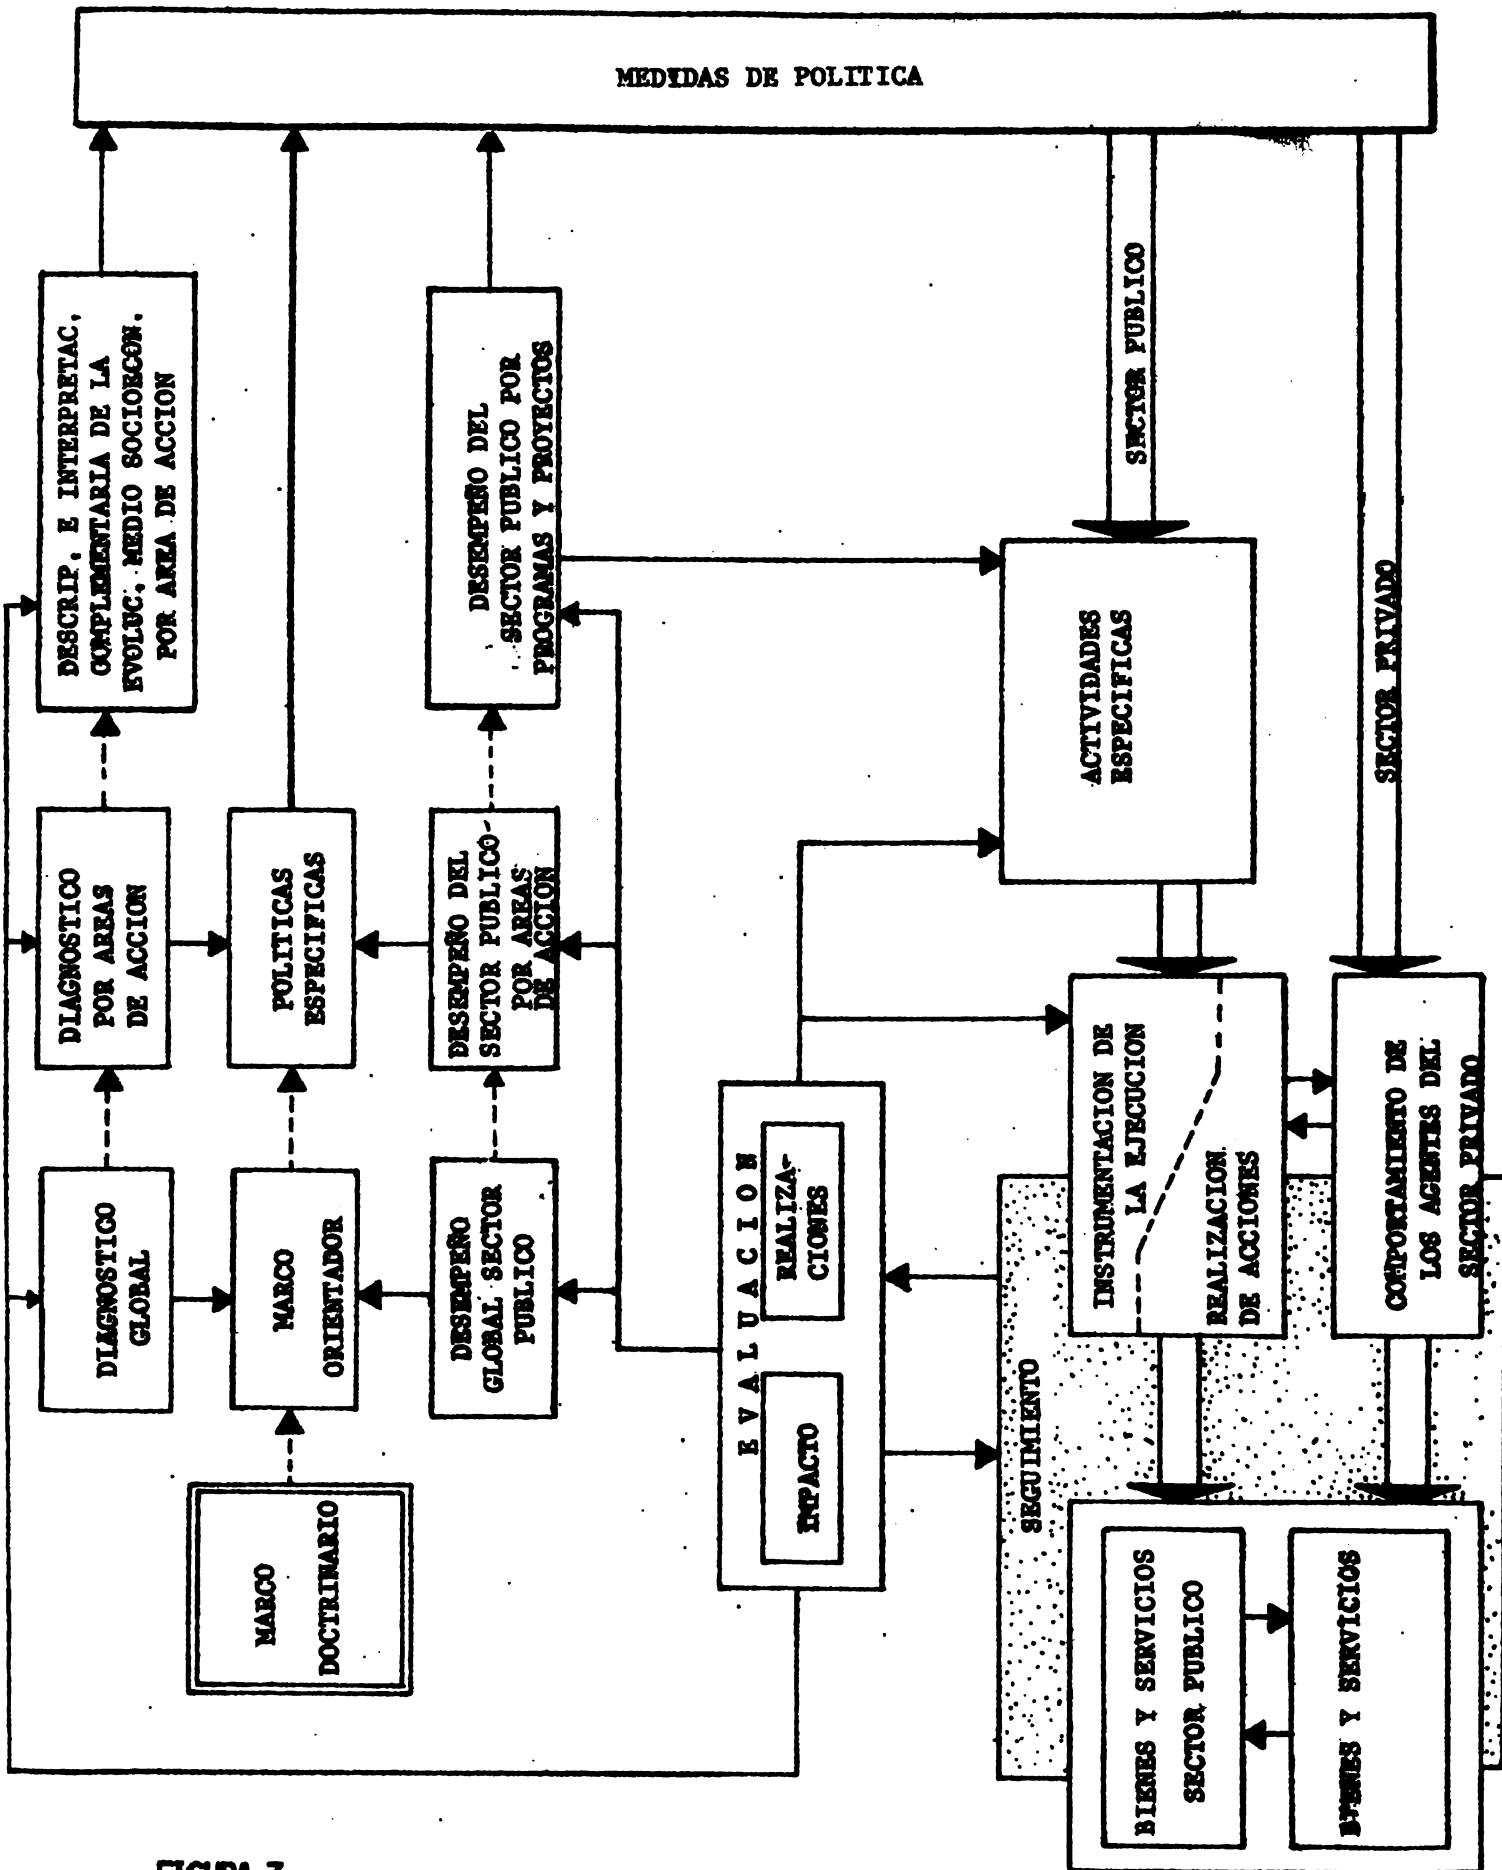 MEDIDAS DE POLITICA
DESCRIP. E INTERPRETAC.
COMPLEMENTARIA DE LA
EVOLUC. MEDIO SOCIOECON.
POR AREA DE ACCION
DESEMPEÑO DEL
SECTOR PUBLICO POR
PROGRAMAS Y PROYECTOS
SECTOR PUBLICO
SECTOR PRIVADO
DIAGNOSTICO
POR AREAS
DE ACCION
POLITICAS
ESPECIFICAS
DESEMPEÑO DEL
SECTOR PUBLICO
POR AREAS
DE ACCION
ACTIVIDADES
ESPECIFICAS
DIAGNOSTICO
GLOBAL
MARCO
ORIENTADOR
DESEMPEÑO
GLOBAL SECTOR
PUBLICO
EVALUACION
REALIZA-
CIONES
IMPACTO
INSTRUMENTACION DE
LA EJECUCION
REALIZACION
DE ACCIONES
COMPORTAMIENTO DE
LOS AGENTES DEL
SECTOR PRIVADO
MARCO
DOCTRINARIO
SEGUIMIENTO
BIENES Y SERVICIOS
SECTOR PUBLICO
BIENES Y SERVICIOS
FIGURA 3